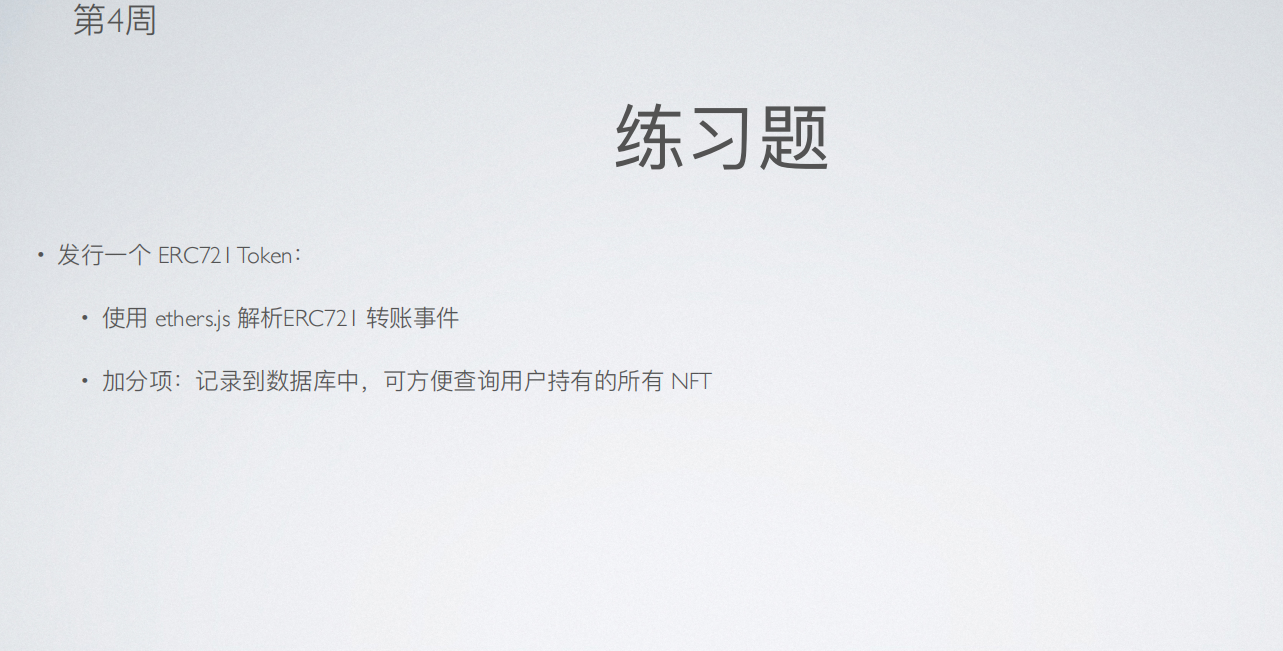 第4周
练习题
• 发行一个 ERC721 Token：
• 使用 ethers.js 解析ERC721 转账事件
• 加分项：记录到数据库中，可方便查询用户持有的所有 NFT